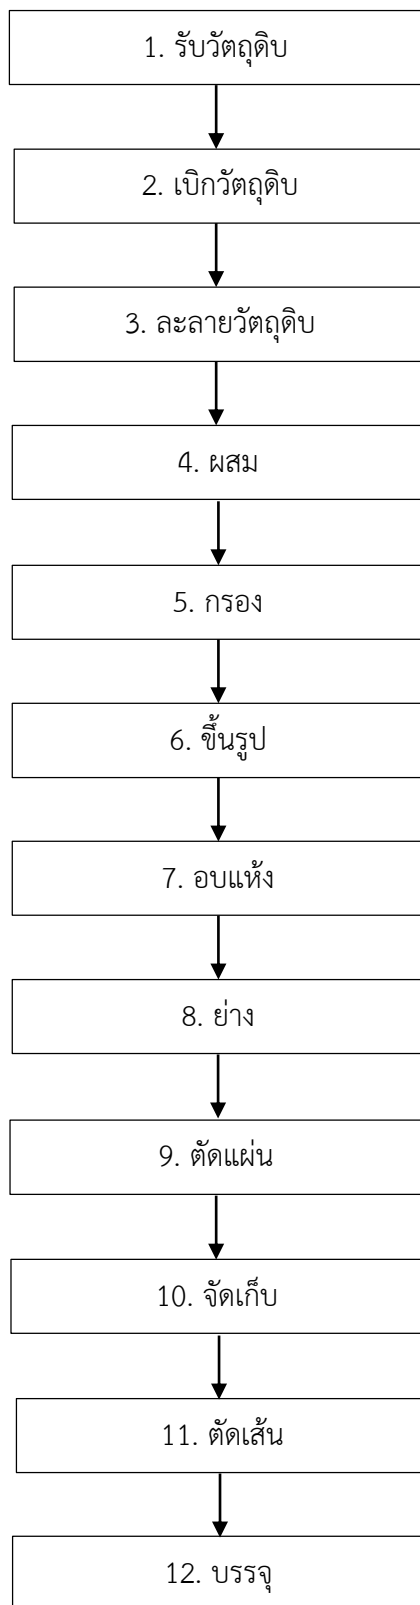 1. รับวัตถุดิบ
2. เบิกวัตถุดิบ
3. ละลายวัตถุดิบ
4. ผสม
5. กรอง
6. ขึ้นรูป
7. อบแห้ง
8. ย่าง
9. ตัดแผ่น
10. จัดเก็บ
11. ตัดเส้น
12. บรรจุ